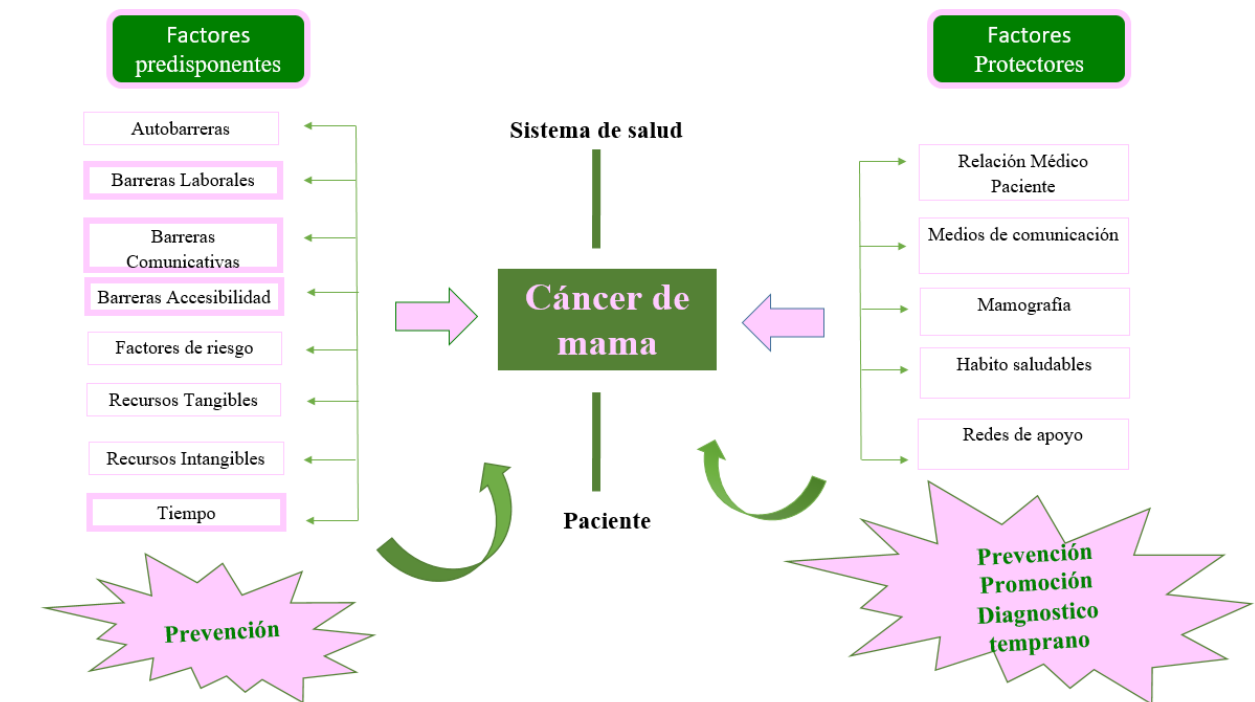 Factores
predisponentes
Autobarreras
Barreras Laborales
Barreras
Comunicativas
Barreras Accesibilidad
Factores de riesgo
Recursos Tangibles
Recursos Intangibles
Tiempo
Prevención
Sistema de salud
Cáncer de
mama
Paciente
Factores
Protectores
Relación Médico
Paciente
Medios de comunicación
Mamografía
Habito saludables
Redes de apoyo
Prevención
Promoción
Diagnostico
temprano